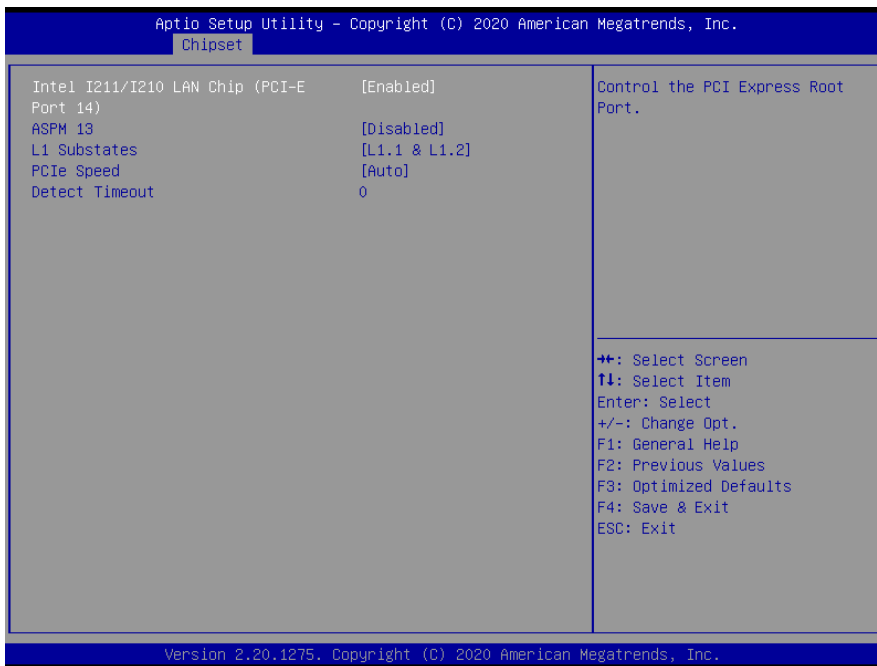 Aptio Setup Utility – Copyright (C) 2020 American Megatrends, Inc.
Chipset
Intel I211/I210 LAN Chip (PCI-E Port 14) [Enabled]
ASPM 13 [Disabled]
L1 Substates [L1.1 & L1.2]
PCIe Speed [Auto]
Detect Timeout 0
Control the PCI Express Root
Port.
→←: Select Screen
↑↓: Select Item
Enter: Select
+/-: Change Opt.
F1: General Help
F2: Previous Values
F3: Optimized Defaults
F4: Save & Exit
ESC: Exit
Version 2.20.1275. Copyright (C) 2020 American Megatrends, Inc.